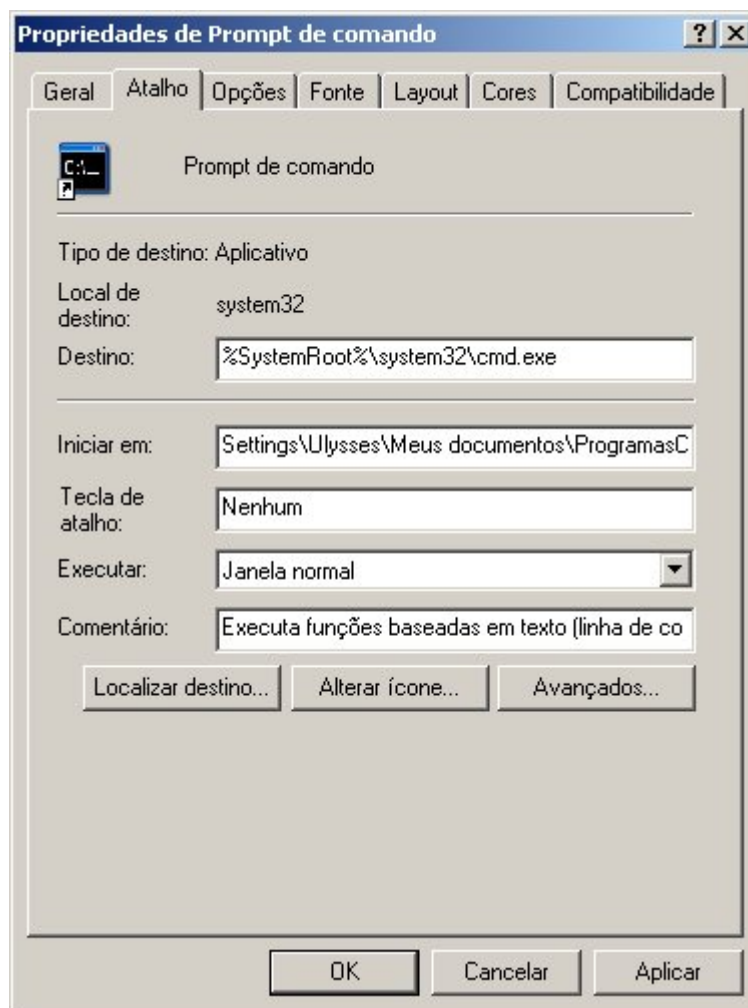 Propriedades de Prompt de comando
Geral Atalho Opções Fonte Layout Cores Compatibilidade
C:\_
Prompt de comando
Tipo de destino: Aplicativo
Local de destino: system32
Destino: %SystemRoot%\system32\cmd.exe
Iniciar em: Settings\Ulysses\Meus documentos\ProgramasC
Tecla de atalho: Nenhum
Executar: Janela normal
Comentário: Executa funções baseadas em texto (linha de co
Localizar destino... Alterar ícone... Avançados...
OK Cancelar Aplicar